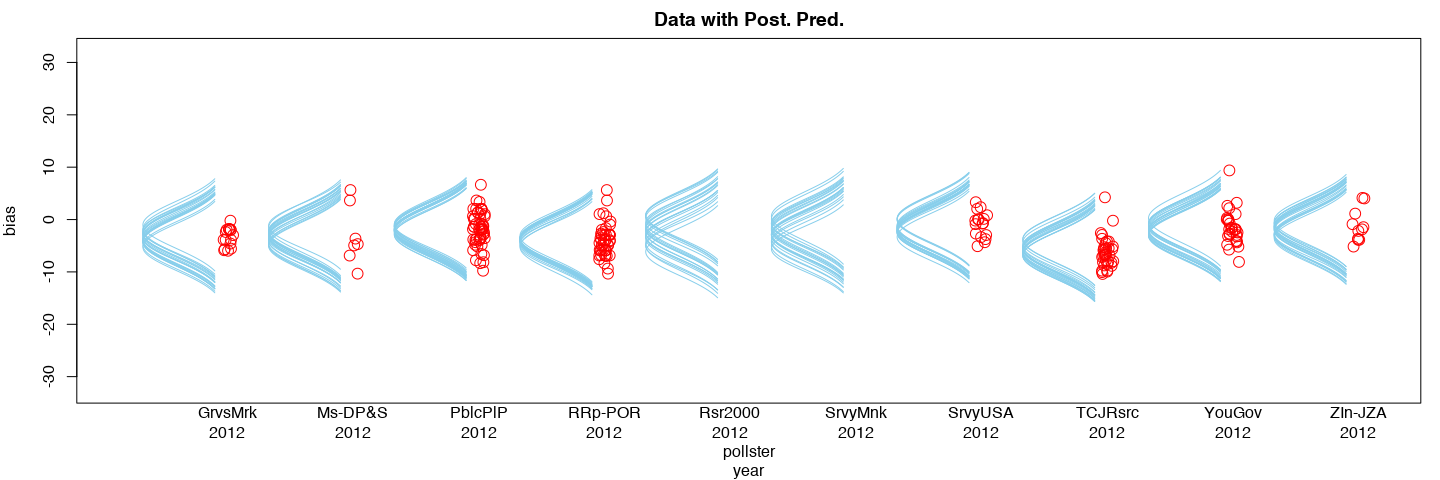 Data with Post. Pred.
30
20
10
0
-10
-20
-30
bias
GrvsMrk Ms-DP&S PblcPlP RRp-POR Rsr2000 SrvyMnk SrvyUSA TCJRsrc YouGov Zln-JZA
2012 2012 2012 2012 2012 2012 2012 2012 2012 2012
pollster
year